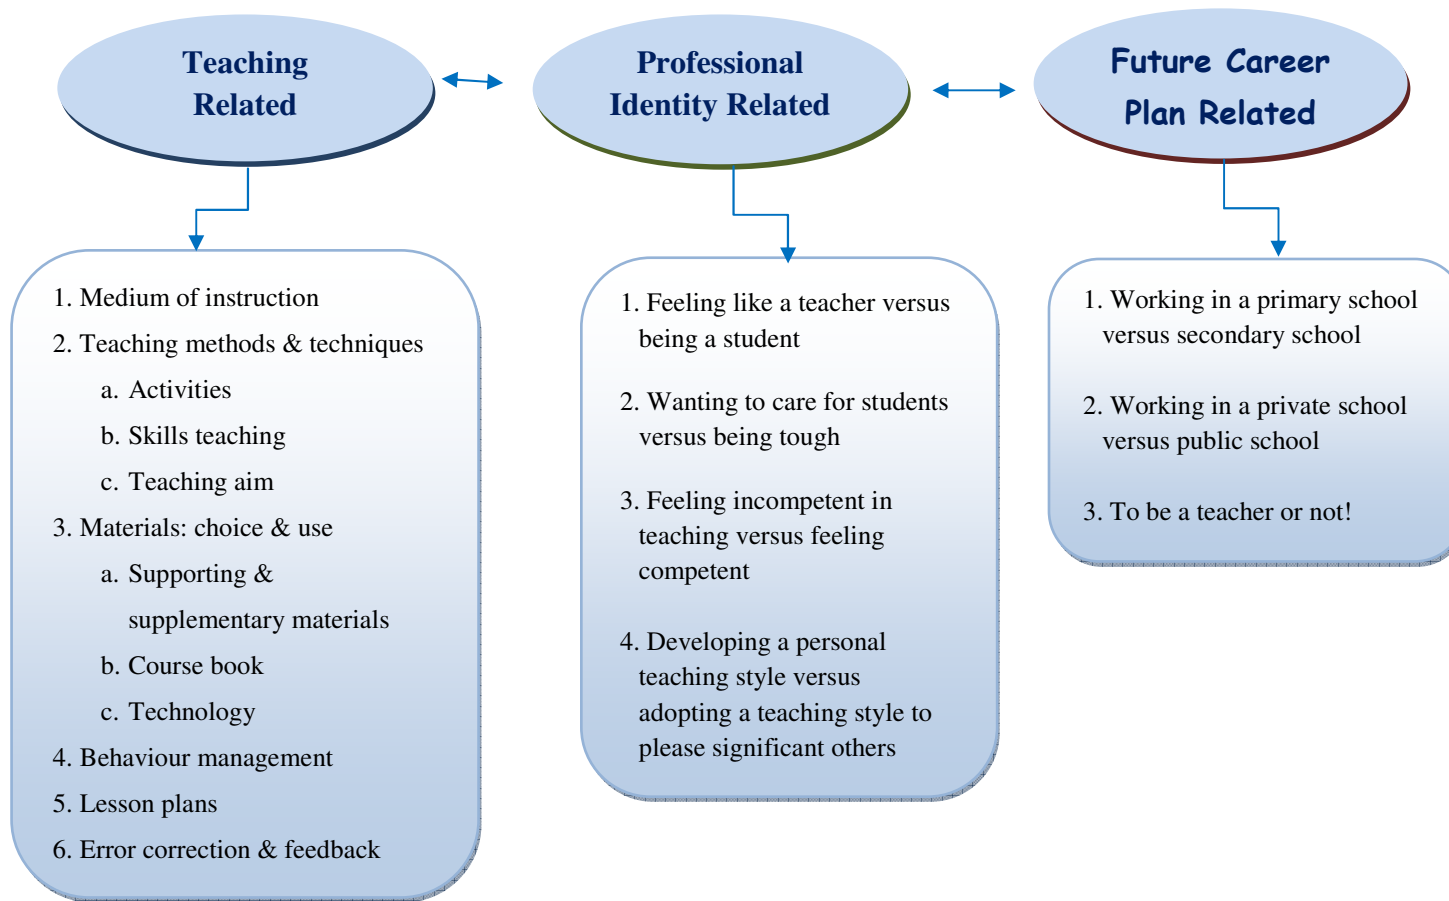 Teaching
Related
Professional
Identity Related
Future Career
Plan Related
1. Medium of instruction
2. Teaching methods & techniques
a. Activities
b. Skills teaching
c. Teaching aim
3. Materials: choice & use
a. Supporting &
supplementary materials
b. Course book
c. Technology
4. Behaviour management
5. Lesson plans
6. Error correction & feedback
1. Feeling like a teacher versus
being a student
2. Wanting to care for students
versus being tough
3. Feeling incompetent in
teaching versus feeling
competent
4. Developing a personal
teaching style versus
adopting a teaching style to
please significant others
1. Working in a primary school
versus secondary school
2. Working in a private school
versus public school
3. To be a teacher or not!